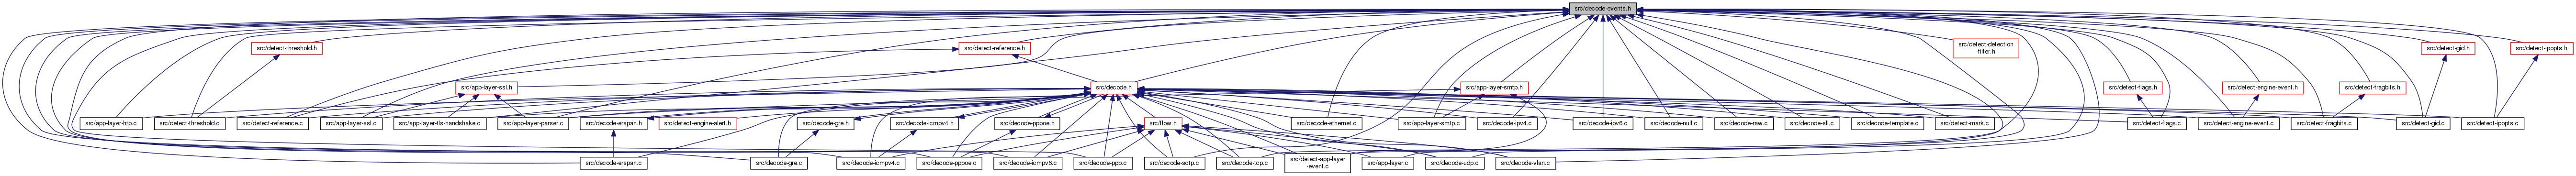 src/decode-events.h
src/detect-threshold.h
src/detect-reference.h
src/detect-detection
-filter.h
src/detect-gid.h
src/detect-ipopts.h
src/app-layer-ssl.h
src/decode.h
src/app-layer-smtp.h
src/detect-flags.h
src/detect-engine-event.h
src/detect-fragbits.h
src/app-layer-htp.c
src/detect-threshold.c
src/detect-reference.c
src/app-layer-ssl.c
src/app-layer-tls-handshake.c
src/app-layer-parser.c
src/decode-erspan.h
src/detect-engine-alert.h
src/decode-gre.h
src/decode-icmpv4.h
src/decode-pppoe.h
src/flow.h
src/decode-ethernet.c
src/app-layer-smtp.c
src/decode-ipv4.c
src/decode-ipv6.c
src/decode-null.c
src/decode-raw.c
src/decode-sll.c
src/decode-template.c
src/detect-mark.c
src/detect-flags.c
src/detect-engine-event.c
src/detect-fragbits.c
src/detect-gid.c
src/detect-ipopts.c
src/decode-erspan.c
src/decode-gre.c
src/decode-icmpv4.c
src/decode-pppoe.c
src/decode-icmpv6.c
src/decode-ppp.c
src/decode-sctp.c
src/decode-tcp.c
src/detect-app-layer
-event.c
src/app-layer.c
src/decode-udp.c
src/decode-vlan.c